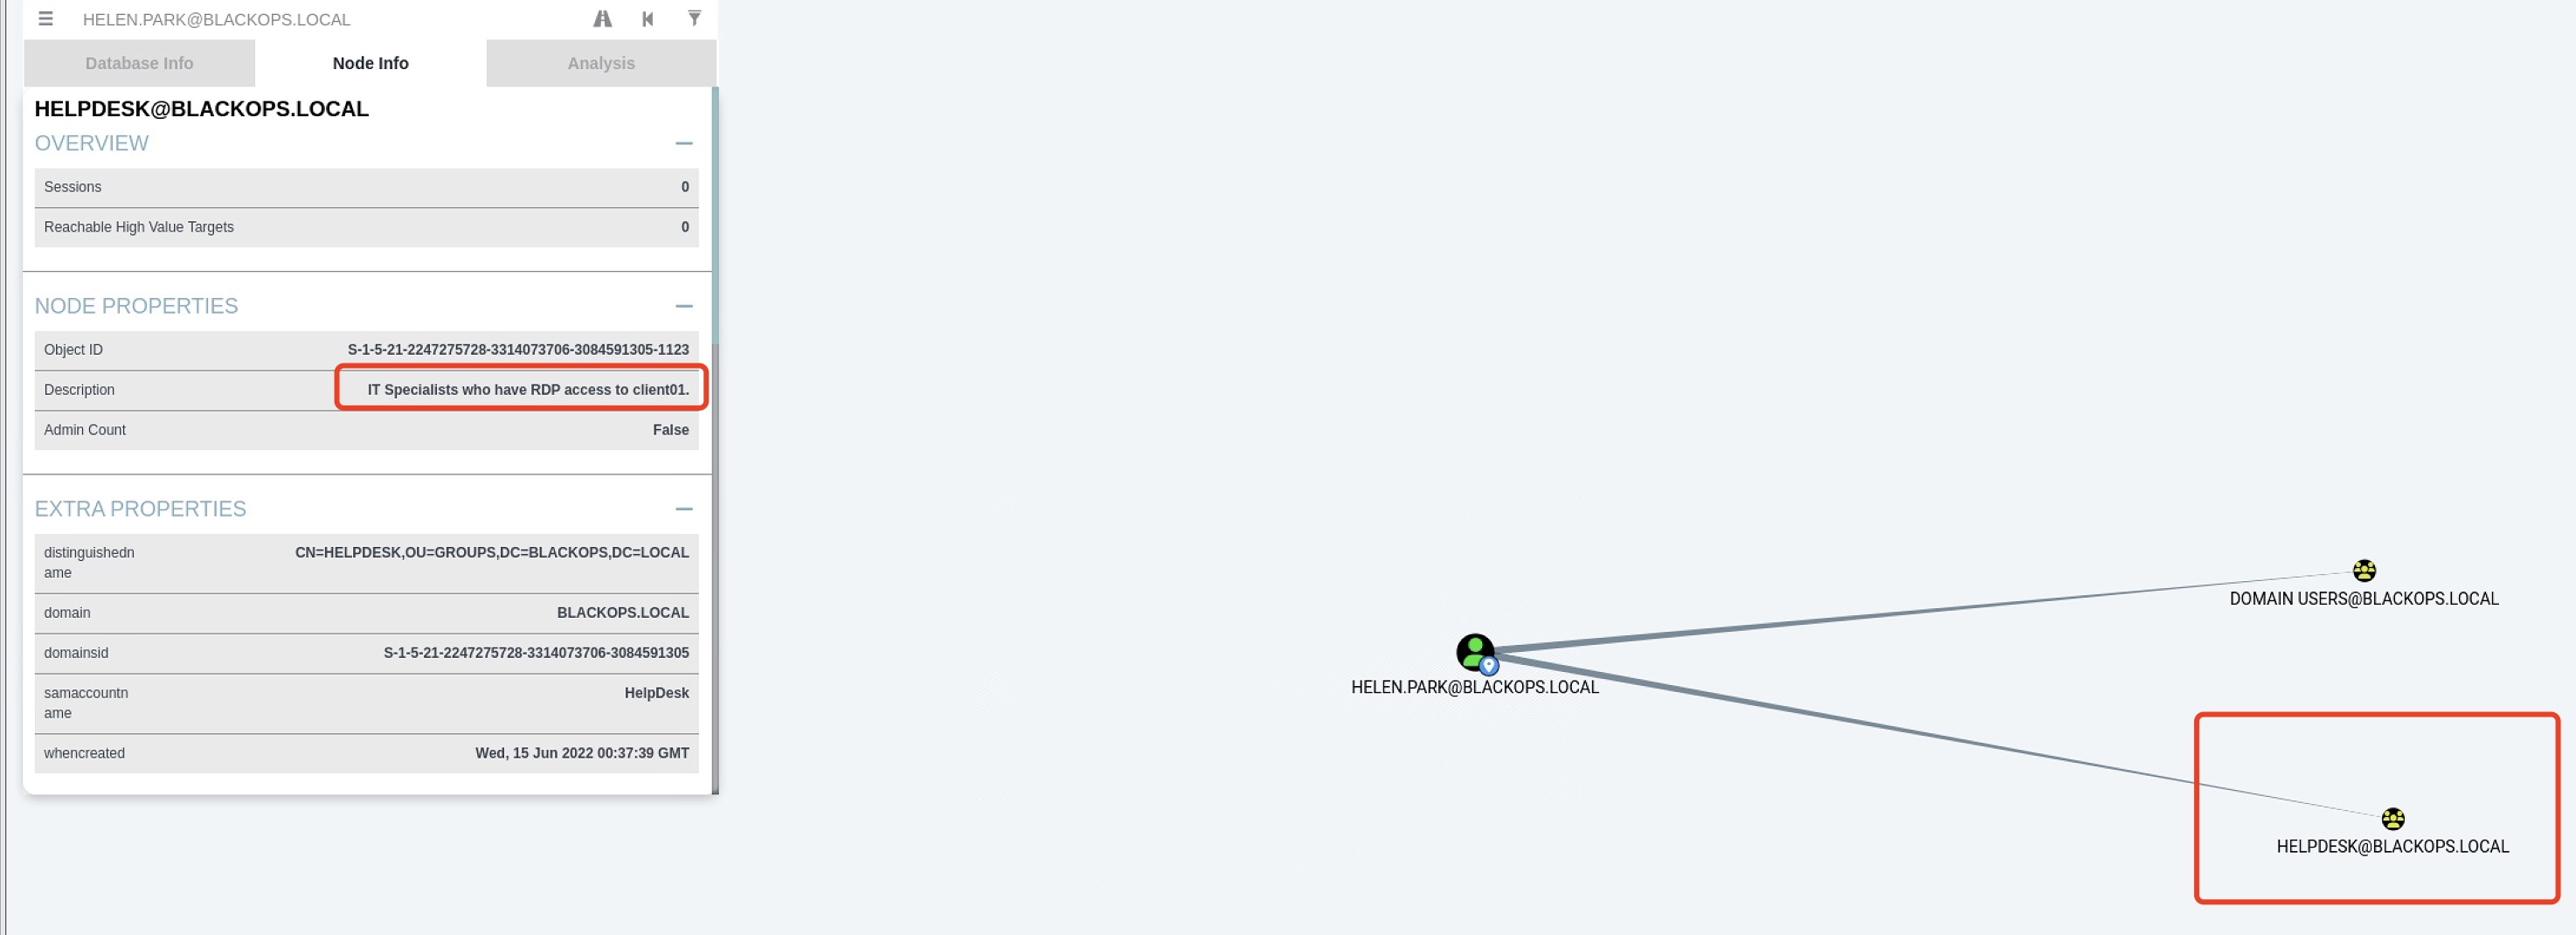 HELEN.PARK@BLACKOPS.LOCAL
Database Info Node Info Analysis
HELPDESK@BLACKOPS.LOCAL
OVERVIEW
Sessions 0
Reachable High Value Targets 0
NODE PROPERTIES
Object ID S-1-5-21-2247275728-3314073706-3084591305-1123
Description IT Specialists who have RDP access to client01.
Admin Count False
EXTRA PROPERTIES
distinguishedn CN=HELPDESK,OU=GROUPS,DC=BLACKOPS,DC=LOCAL
ame
domain BLACKOPS.LOCAL
domainsid S-1-5-21-2247275728-3314073706-3084591305
samaccountn HelpDesk
ame
whencreated Wed, 15 Jun 2022 00:37:39 GMT
DOMAIN USERS@BLACKOPS.LOCAL
HELEN.PARK@BLACKOPS.LOCAL
HELPDESK@BLACKOPS.LOCAL